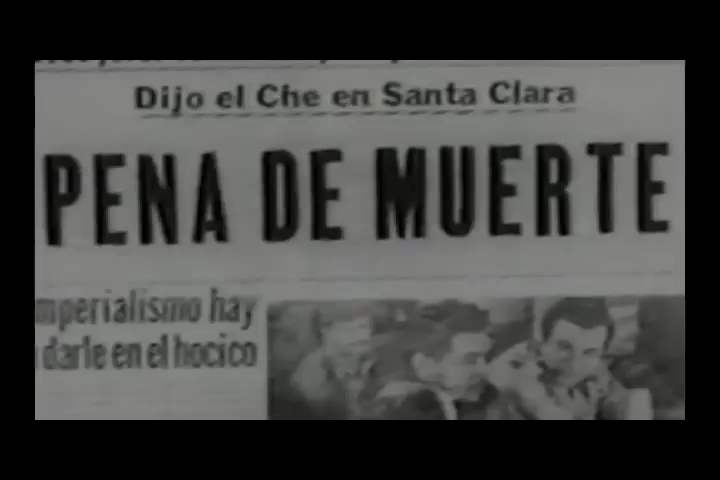 Dijo el Che en Santa Clara
PENA DE MUERTE
mperialismo hay
darle en el hocico